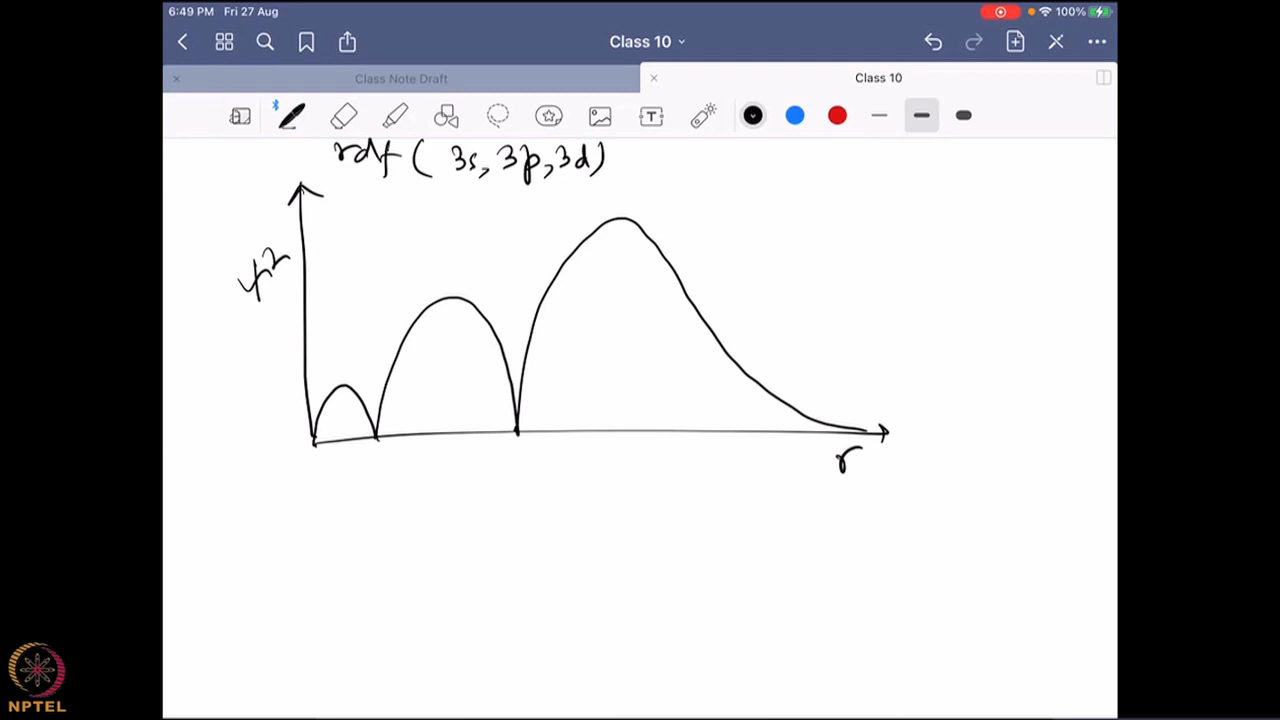 6:49 PM Fri 27 Aug
100%
Class 10
Class Note Draft
Class 10
T
rdf ( 3s, 3p, 3d)
ψ²
r
NPTEL